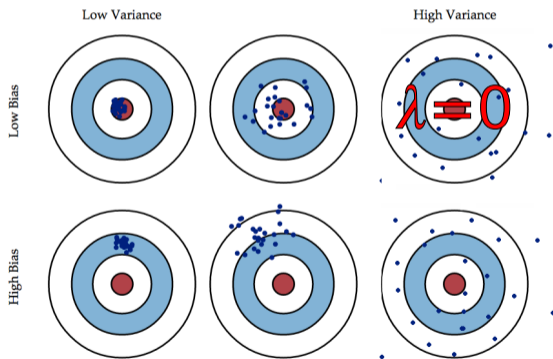 Low Variance
High Variance
Low Bias
λ = 0
High Bias